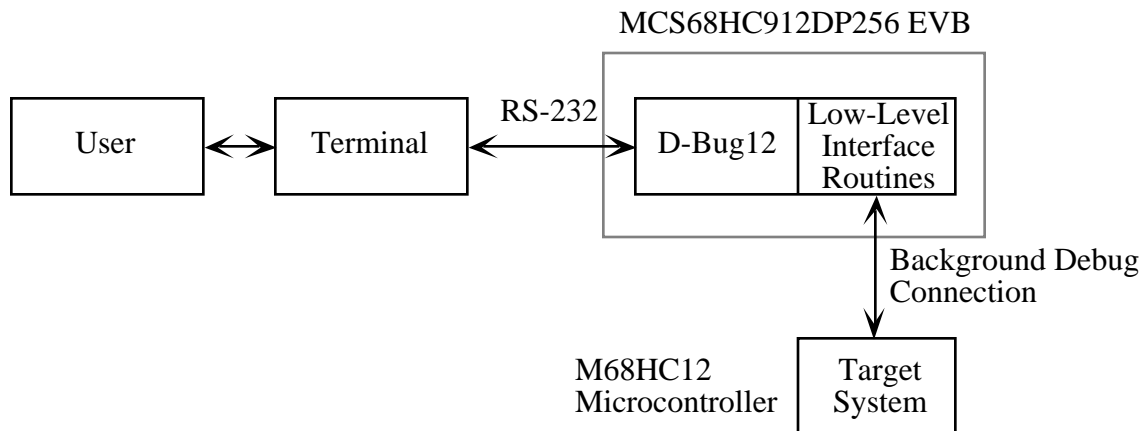 MCS68HC912DP256 EVB
User
Terminal
RS-232
D-Bug12
Low-Level
Interface
Routines
Background Debug
Connection
M68HC12
Microcontroller
Target
System